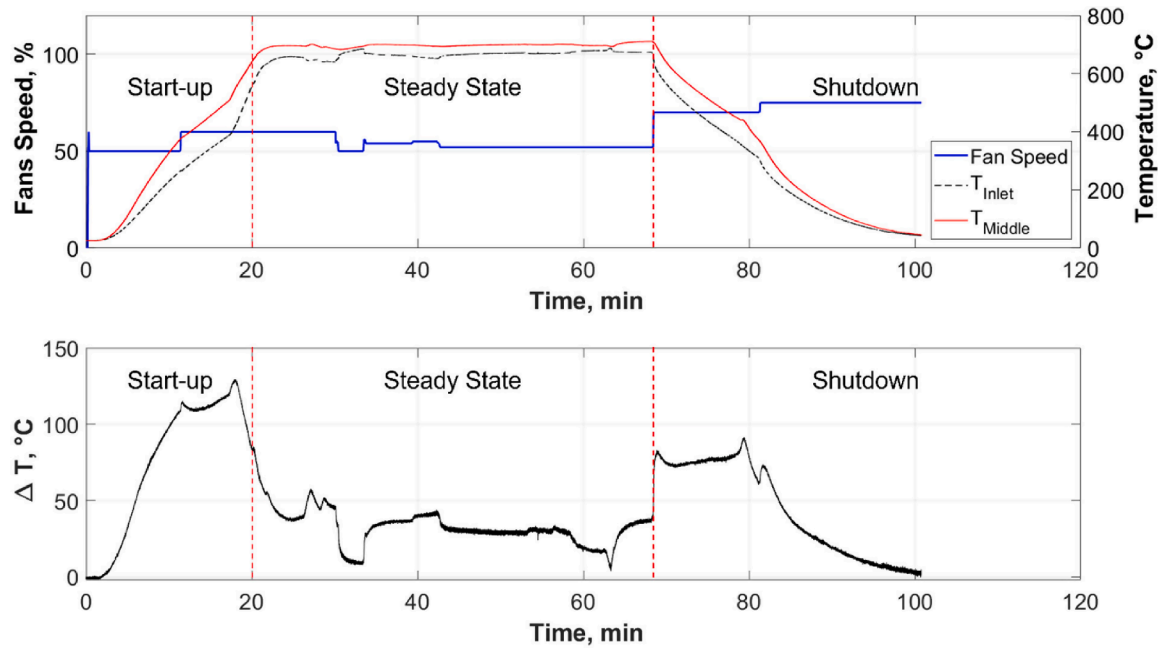 Fans Speed, %
100
50
0
Start-up
Steady State
Shutdown
800
600
400
200
0
Temperature, °C
Fan Speed
T Inlet
T Middle
0 20 40 60 80 100 120
Time, min
Δ T, °C
150
100
50
0
Start-up
Steady State
Shutdown
0 20 40 60 80 100 120
Time, min